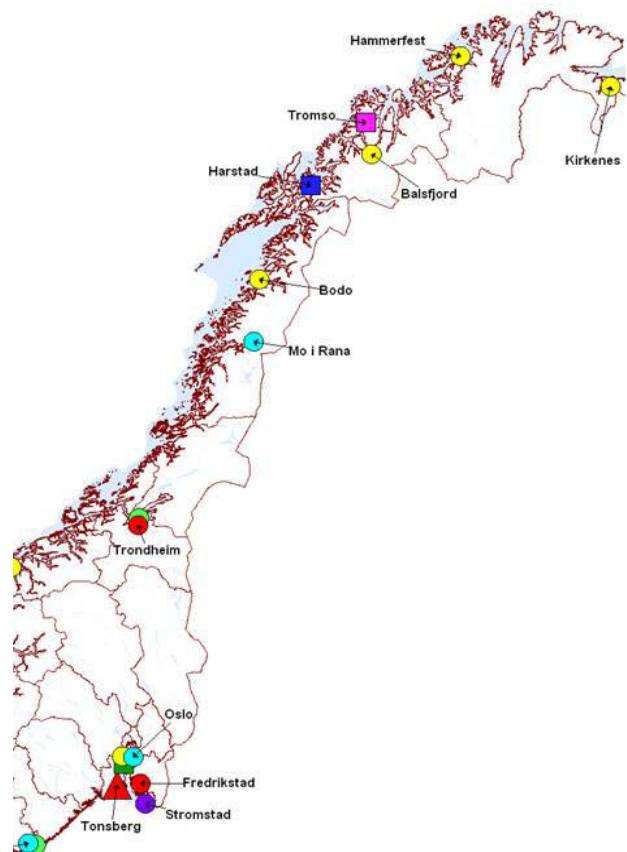 Hammerfest
Tromso
Kirkenes
Harstad
Balsfjord
Bodo
Mo i Rana
Trondheim
Oslo
Fredrikstad
Stromstad
Tonsberg